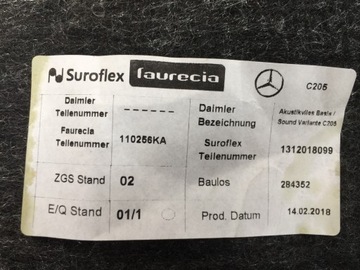 Suroflex faurecia C205
Daimler Teilenummer ------ Daimler Bezeichnung Akustikvlies Basis / Sound Variante C205
Faurecia Teilenummer 110256KA Suroflex Teilenummer 1312018099
ZGS Stand 02 Baulos 284352
E/Q Stand 01/1 Prod. Datum 14.02.2018